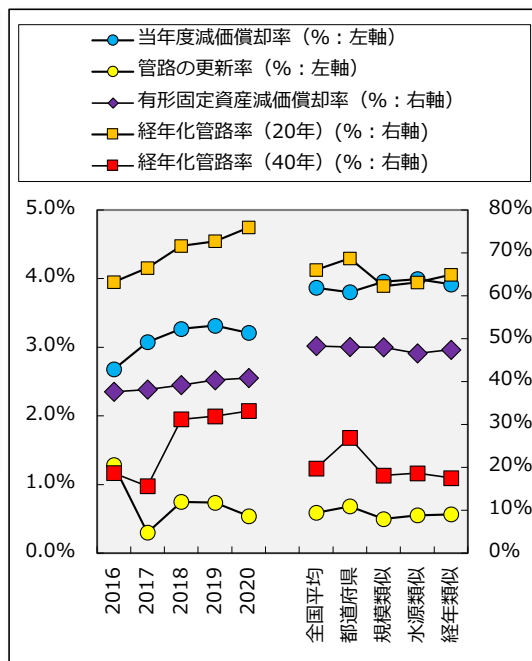 当年度減価償却率（%：左軸）
管路の更新率（%：左軸）
有形固定資産減価償却率（%：右軸）
経年化管路率（20年）(%：右軸)
経年化管路率（40年）(%：右軸)
5.0%
4.0%
3.0%
2.0%
1.0%
0.0%
80%
70%
60%
50%
40%
30%
20%
10%
0%
2016
2017
2018
2019
2020
全国平均
都道府県
規模類似
水源類似
経年類似